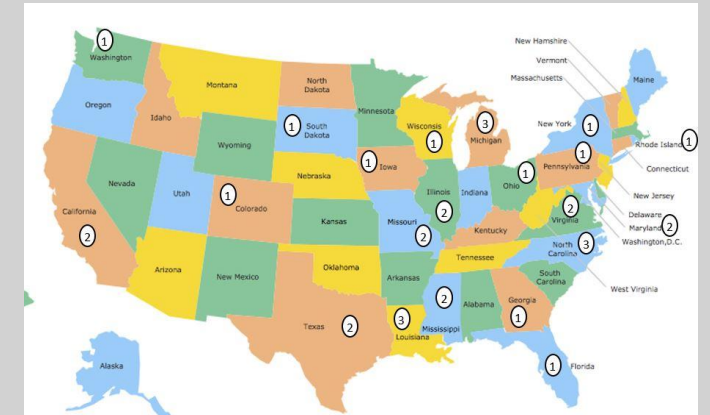 New Hamshire
Vermont
Massachusetts
1
Washington
Montana
North
Dakota
Minnesota
Maine
Oregon
Idaho
1
South
Dakota
Wisconsin
1
3
Michigan
New York
1
Rhode Island
1
Wyoming
1
Iowa
1
Pennsylvania
Connecticut
Nebraska
Nevada
Utah
1
Colorado
Illinois
2
Indiana
Ohio
1
New Jersey
California
2
Kansas
Missouri
2
Kentucky
2
Virginia
Delaware
Maryland
2
Washington,D.C.
Arizona
New Mexico
Oklahoma
Arkansas
Tennessee
North
Carolina
3
West Virginia
South
Carolina
Texas
2
3
Louisiana
2
Mississippi
Alabama
Georgia
1
Alaska
1
Florida